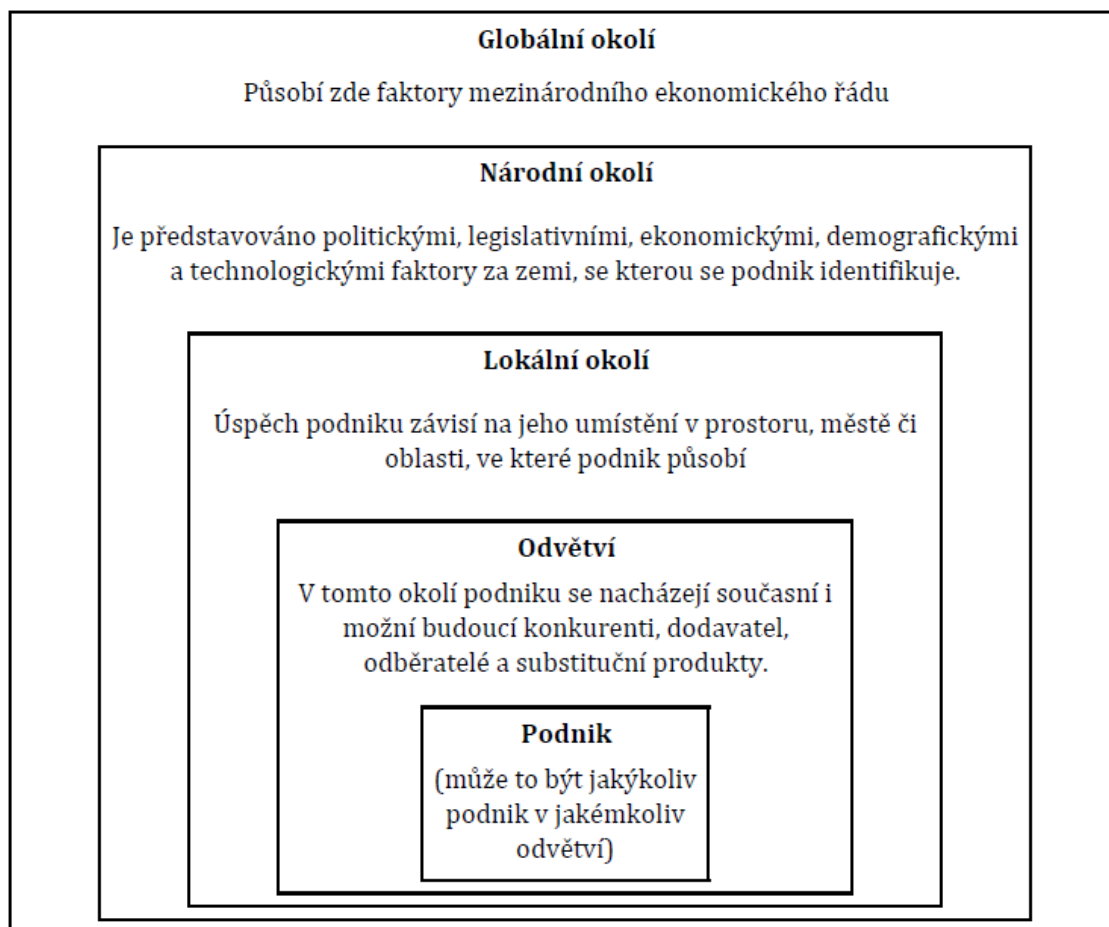 Globální okolí
Působí zde faktory mezinárodního ekonomického řádu
Národní okolí
Je představováno politickými, legislativními, ekonomickými, demografickými
a technologickými faktory za zemi, se kterou se podnik identifikuje.
Lokální okolí
Úspěch podniku závisí na jeho umístění v prostoru, městě či
oblasti, ve které podnik působí
Odvětví
V tomto okolí podniku se nacházejí současní i
možní budoucí konkurenti, dodavatel,
odběratelé a substituční produkty.
Podnik
(může to být jakýkoliv
podnik v jakémkoliv
odvětví)